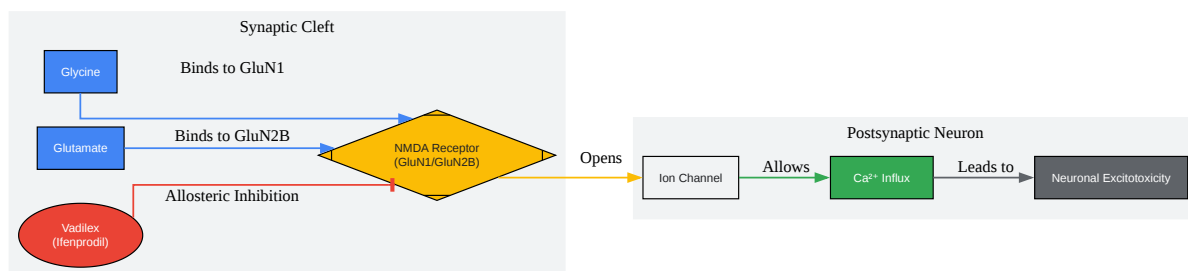 Synaptic Cleft
Glycine
Binds to GluN1
Glutamate
Binds to GluN2B
NMDA Receptor
(GluN1/GluN2B)
Allosteric Inhibition
Vadilex
(Ifenprodil)
Opens
Postsynaptic Neuron
Ion Channel
Allows
Ca²⁺ Influx
Leads to
Neuronal Excitotoxicity